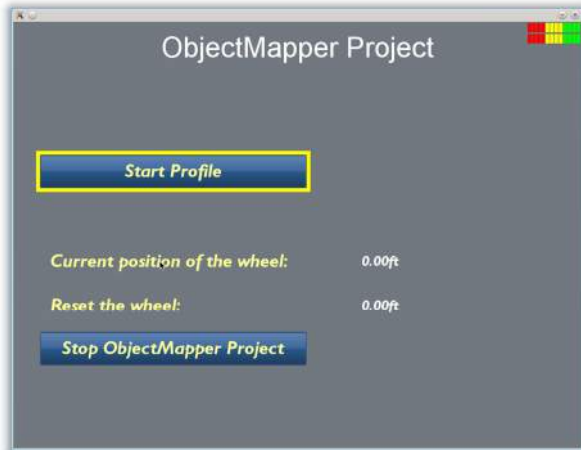 ObjectMapper Project
Start Profile
Current position of the wheel: 0.00ft
Reset the wheel: 0.00ft
Stop ObjectMapper Project